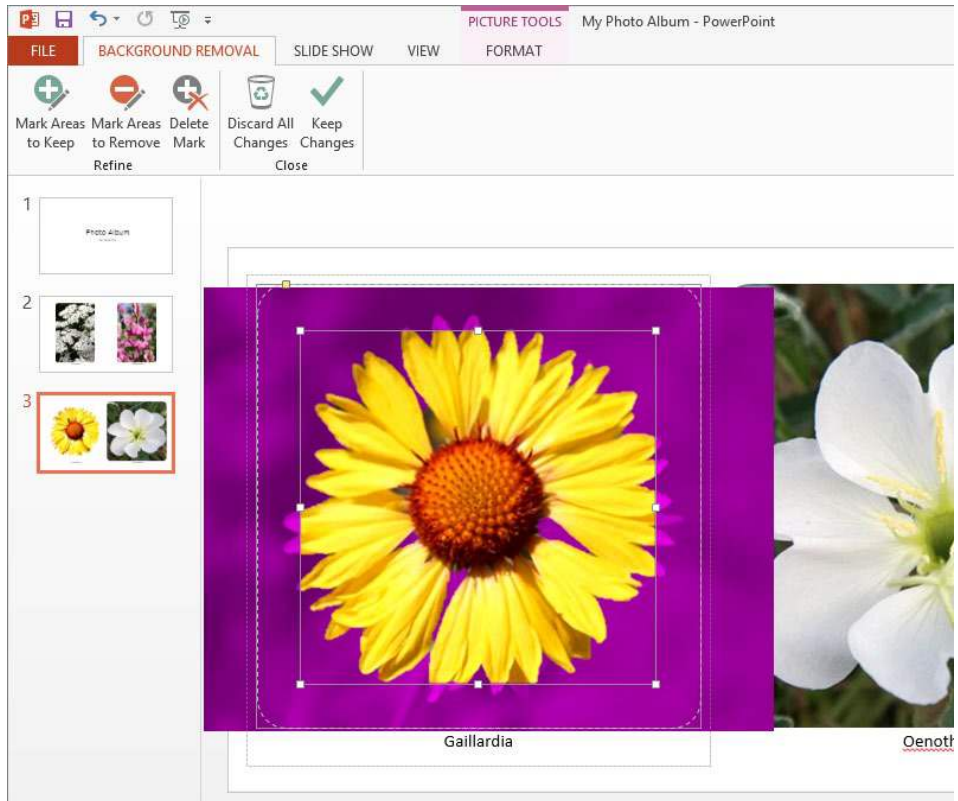 PICTURE TOOLS My Photo Album - PowerPoint
FILE BACKGROUND REMOVAL SLIDE SHOW VIEW FORMAT
Mark Areas to Keep
Mark Areas to Remove
Delete Mark
Discard All Changes
Keep Changes
Refine Close
1
Photo Album
2
3
Gaillardia
Oenoth